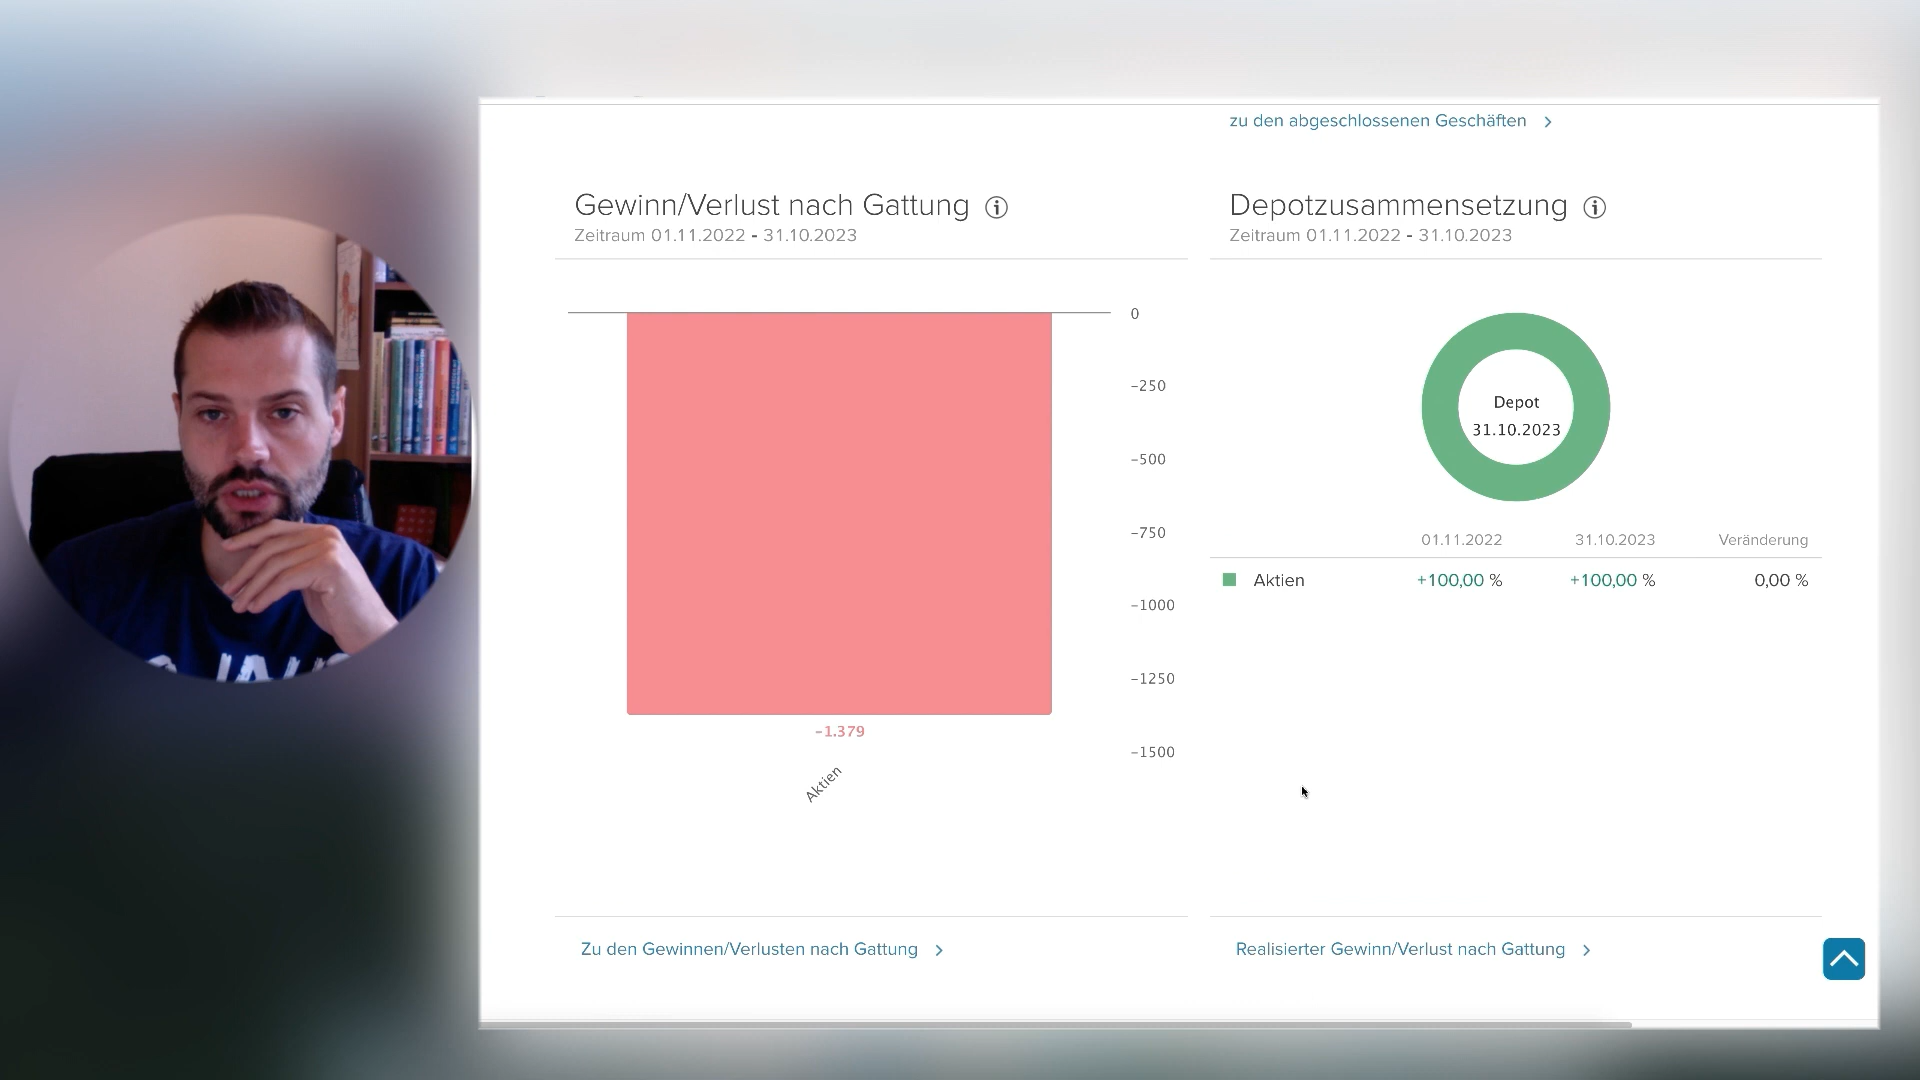 zu den abgeschlossenen Geschäften
Gewinn/Verlust nach Gattung
Zeitraum 01.11.2022 - 31.10.2023
0
-250
-500
-750
-1000
-1250
-1500
-1.379
Aktien
Zu den Gewinnen/Verlusten nach Gattung
Depotzusammensetzung
Zeitraum 01.11.2022 - 31.10.2023
Depot
31.10.2023
01.11.2022 31.10.2023 Veränderung
Aktien +100,00 % +100,00 % 0,00 %
Realisierter Gewinn/Verlust nach Gattung